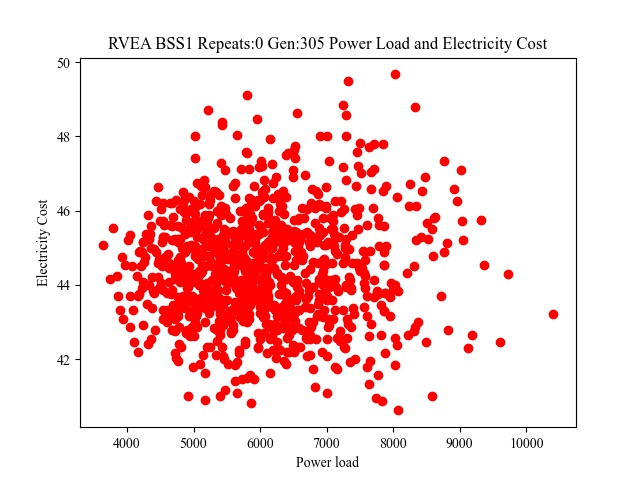 RVEA BSS1 Repeats:0 Gen:305 Power Load and Electricity Cost
50
48
46
44
42
Electricity Cost
4000 5000 6000 7000 8000 9000 10000
Power load